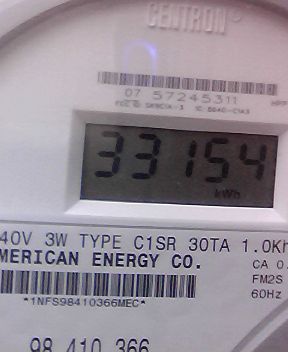 CENTRON
07 57245311
33154
kWh
40V 3W TYPE C1SR 30TA 1.0Kh
MERICAN ENERGY CO.
CA 0.
*1NFS98410366MEC*
FM2S
60Hz
98 410 366